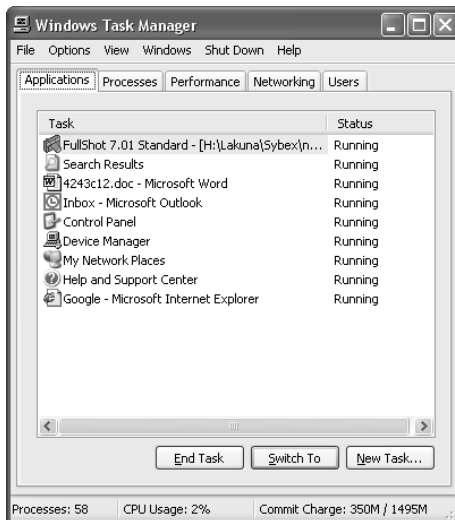 Windows Task Manager
File Options View Windows Shut Down Help
Applications Processes Performance Networking Users
Task Status
FullShot 7.01 Standard - [H:\Lakuna\Sybex\n... Running
Search Results Running
4243c12.doc - Microsoft Word Running
Inbox - Microsoft Outlook Running
Control Panel Running
Device Manager Running
My Network Places Running
Help and Support Center Running
Google - Microsoft Internet Explorer Running
End Task Switch To New Task...
Processes: 58 CPU Usage: 2% Commit Charge: 350M / 1495M